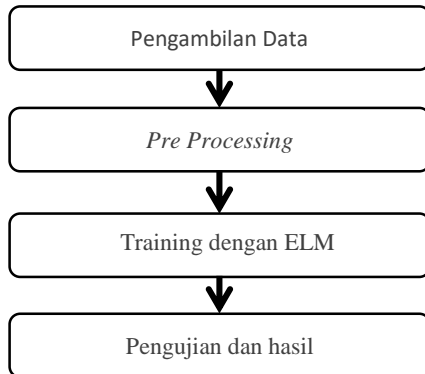 Pengambilan Data
Pre Processing
Training dengan ELM
Pengujian dan hasil